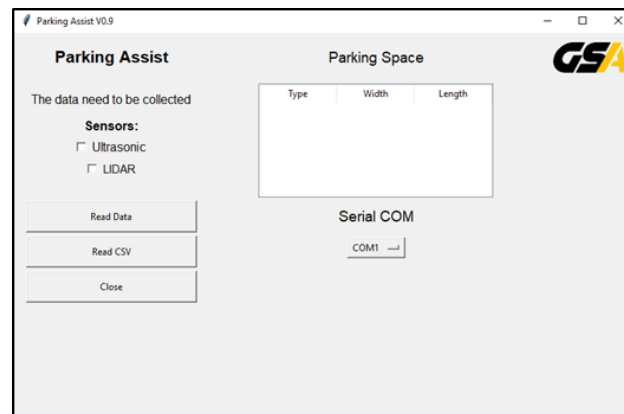 Parking Assist V0.9
Parking Assist
The data need to be collected
Sensors:
Ultrasonic
LIDAR
Read Data
Read CSV
Close
Parking Space
Type Width Length
Serial COM
COM1
GSA